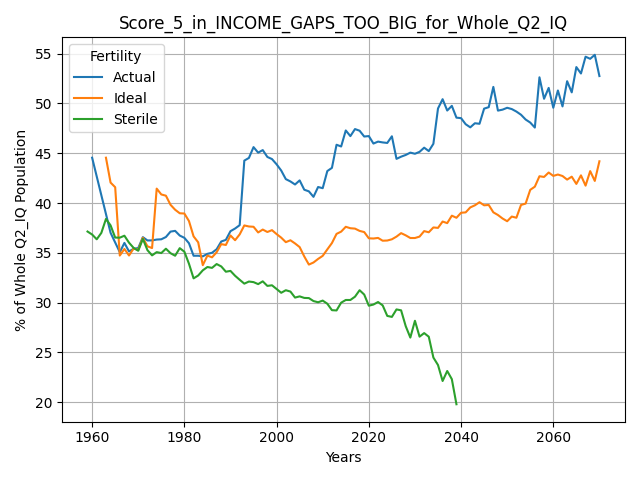 Score_5_in_INCOME_GAPS_TOO_BIG_for_Whole_Q2_IQ
Fertility
Actual
Ideal
Sterile
% of Whole Q2_IQ Population
55
50
45
40
35
30
25
20
1960
1980
2000
2020
2040
2060
Years